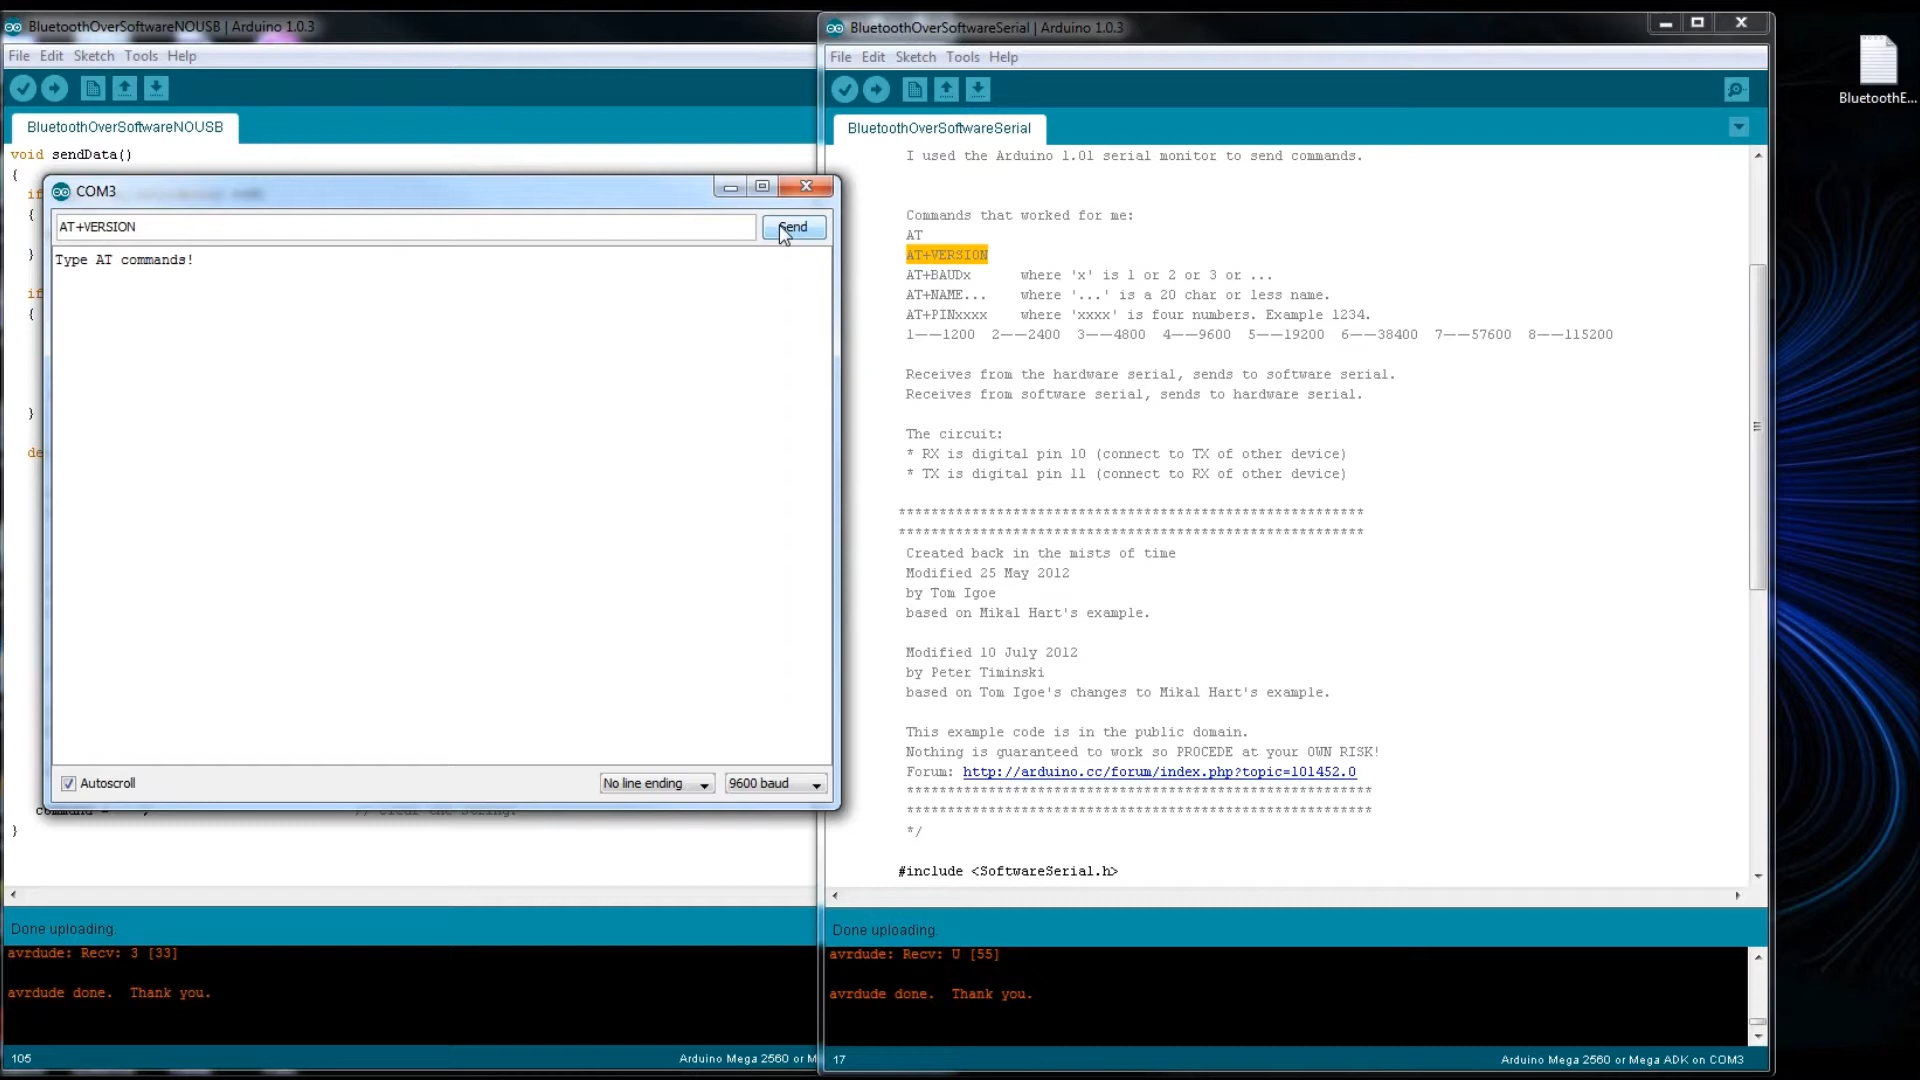 BluetoothOverSoftwareNOUSB | Arduino 1.0.3
File Edit Sketch Tools Help
BluetoothOverSoftwareNOUSB
void sendData()
{
if
{
}
if
{
}
de
// clear the String.
}
Done uploading.
avrdude: Recv: 3 [33]
avrdude done.  Thank you.
105
Arduino Mega 2560 or M
COM3
AT+VERSION
Send
Type AT commands!
Autoscroll
No line ending
9600 baud
BluetoothOverSoftwareSerial | Arduino 1.0.3
File Edit Sketch Tools Help
BluetoothOverSoftwareSerial
I used the Arduino 1.01 serial monitor to send commands.
Commands that worked for me:
AT
AT+VERSION
AT+BAUDx      where 'x' is 1 or 2 or 3 or ...
AT+NAME...    where '...' is a 20 char or less name.
AT+PINxxxx    where 'xxxx' is four numbers. Example 1234.
1——1200  2——2400  3——4800  4——9600  5——19200  6——38400  7——57600  8——115200
Receives from the hardware serial, sends to software serial.
Receives from software serial, sends to hardware serial.
The circuit:
* RX is digital pin 10 (connect to TX of other device)
* TX is digital pin 11 (connect to RX of other device)
*********************************************************
*********************************************************
Created back in the mists of time
Modified 25 May 2012
by Tom Igoe
based on Mikal Hart's example.
Modified 10 July 2012
by Peter Timinski
based on Tom Igoe's changes to Mikal Hart's example.
This example code is in the public domain.
Nothing is guaranteed to work so PROCEDE at your OWN RISK!
Forum: http://arduino.cc/forum/index.php?topic=101452.0
*********************************************************
*********************************************************
*/
#include <SoftwareSerial.h>
Done uploading.
avrdude: Recv: U [55]
avrdude done.  Thank you.
17
Arduino Mega 2560 or Mega ADK on COM3
BluetoothE...